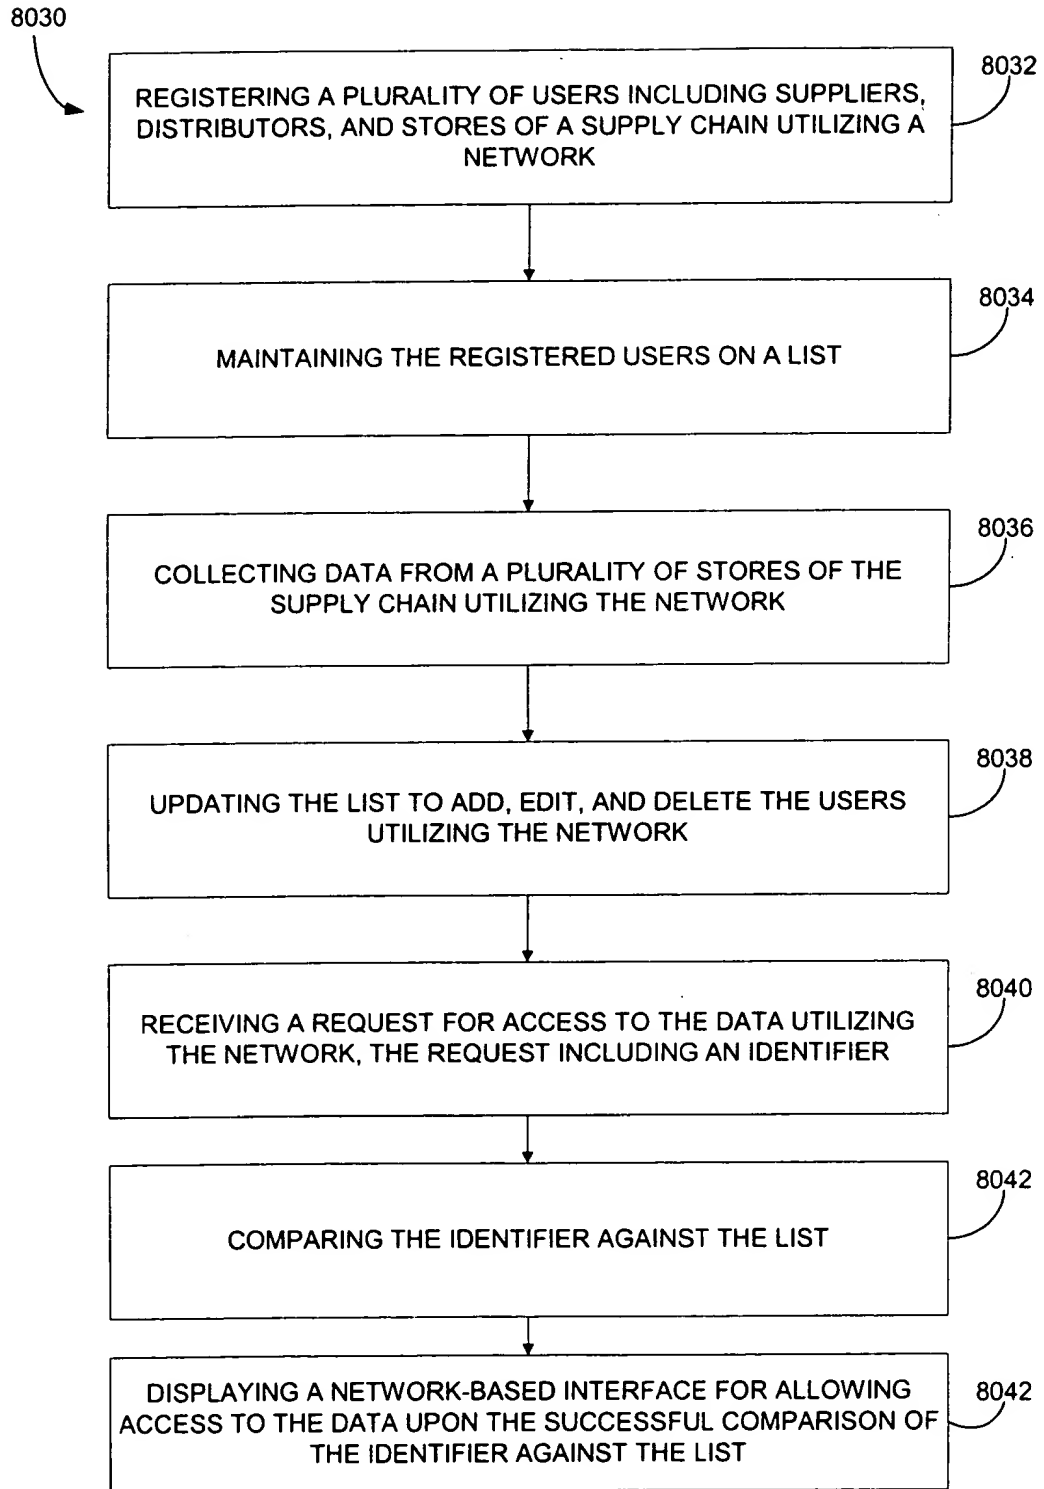 8030
8032
REGISTERING A PLURALITY OF USERS INCLUDING SUPPLIERS,
DISTRIBUTORS, AND STORES OF A SUPPLY CHAIN UTILIZING A
NETWORK
8034
MAINTAINING THE REGISTERED USERS ON A LIST
8036
COLLECTING DATA FROM A PLURALITY OF STORES OF THE
SUPPLY CHAIN UTILIZING THE NETWORK
8038
UPDATING THE LIST TO ADD, EDIT, AND DELETE THE USERS
UTILIZING THE NETWORK
8040
RECEIVING A REQUEST FOR ACCESS TO THE DATA UTILIZING
THE NETWORK, THE REQUEST INCLUDING AN IDENTIFIER
8042
COMPARING THE IDENTIFIER AGAINST THE LIST
8042
DISPLAYING A NETWORK-BASED INTERFACE FOR ALLOWING
ACCESS TO THE DATA UPON THE SUCCESSFUL COMPARISON OF
THE IDENTIFIER AGAINST THE LIST